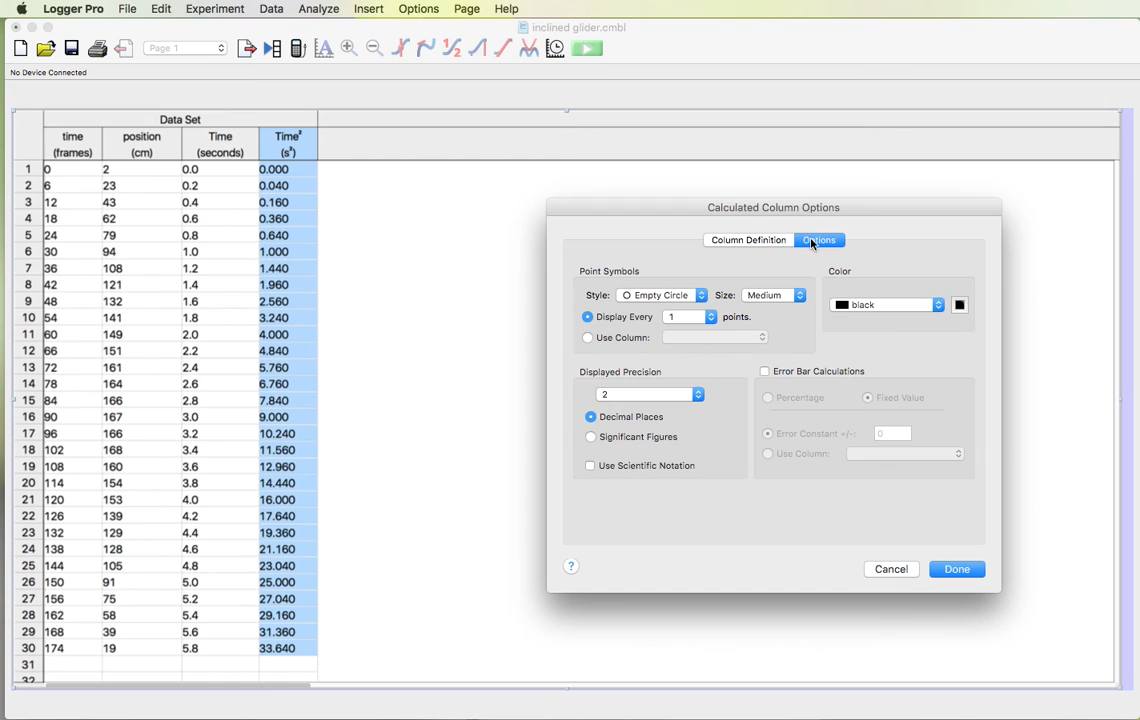 Logger Pro File Edit Experiment Data Analyze Insert Options Page Help
inclined glider.cmbl
Page 1
No Device Connected
Data Set
time (frames) position (cm) Time (seconds) Time² (s²)
1 0 2 0.0 0.000
2 6 23 0.2 0.040
3 12 43 0.4 0.160
4 18 62 0.6 0.360
5 24 79 0.8 0.640
6 30 94 1.0 1.000
7 36 108 1.2 1.440
8 42 121 1.4 1.960
9 48 132 1.6 2.560
10 54 141 1.8 3.240
11 60 149 2.0 4.000
12 66 151 2.2 4.840
13 72 161 2.4 5.760
14 78 164 2.6 6.760
15 84 166 2.8 7.840
16 90 167 3.0 9.000
17 96 166 3.2 10.240
18 102 168 3.4 11.560
19 108 160 3.6 12.960
20 114 154 3.8 14.440
21 120 153 4.0 16.000
22 126 139 4.2 17.640
23 132 129 4.4 19.360
24 138 128 4.6 21.160
25 144 105 4.8 23.040
26 150 91 5.0 25.000
27 156 75 5.2 27.040
28 162 58 5.4 29.160
29 168 39 5.6 31.360
30 174 19 5.8 33.640
31
32
Calculated Column Options
Column Definition Options
Point Symbols
Style: Empty Circle Size: Medium
Display Every 1 points.
Use Column:
Color
black
Displayed Precision
2
Decimal Places
Significant Figures
Use Scientific Notation
Error Bar Calculations
Percentage Fixed Value
Error Constant +/-: 0
Use Column:
? Cancel Done